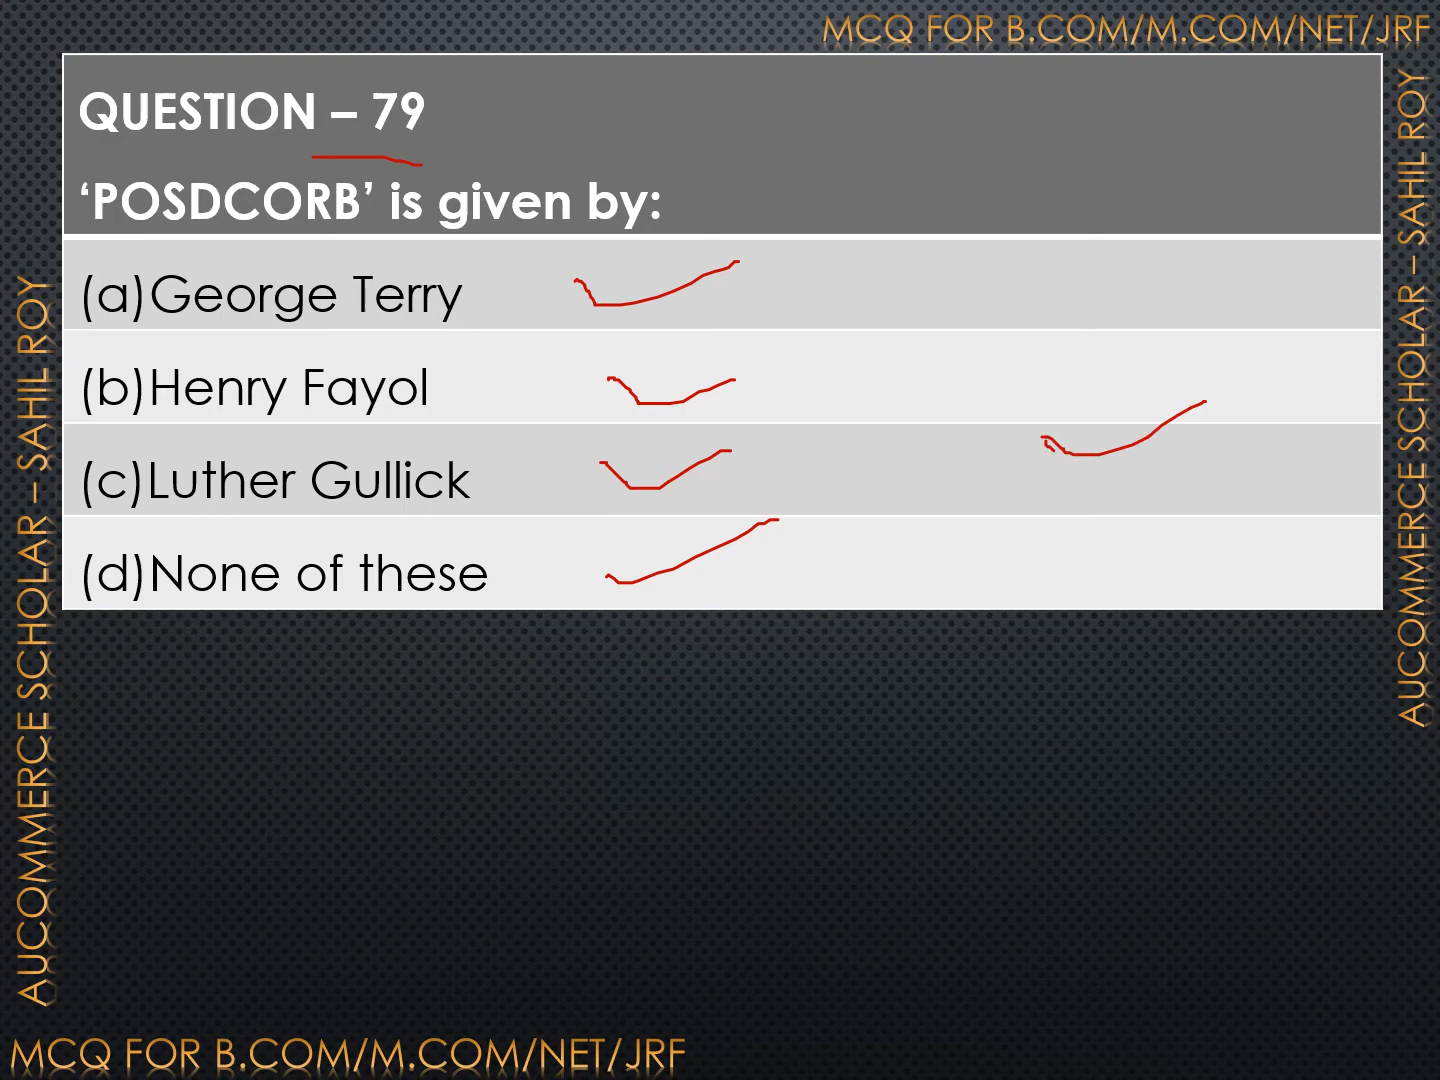 MCQ FOR B.COM/M.COM/NET/JRF
QUESTION – 79
‘POSDCORB’ is given by:
(a)George Terry
(b)Henry Fayol
(c)Luther Gullick
(d)None of these
AUCOMMERCE SCHOLAR – SAHIL ROY
AUCOMMERCE SCHOLAR – SAHIL ROY
MCQ FOR B.COM/M.COM/NET/JRF